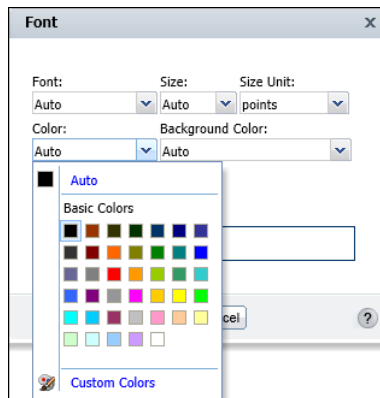 Font x
Font: Size: Size Unit:
Auto Auto points
Color: Background Color:
Auto Auto
Auto
Basic Colors
cel ?
Custom Colors